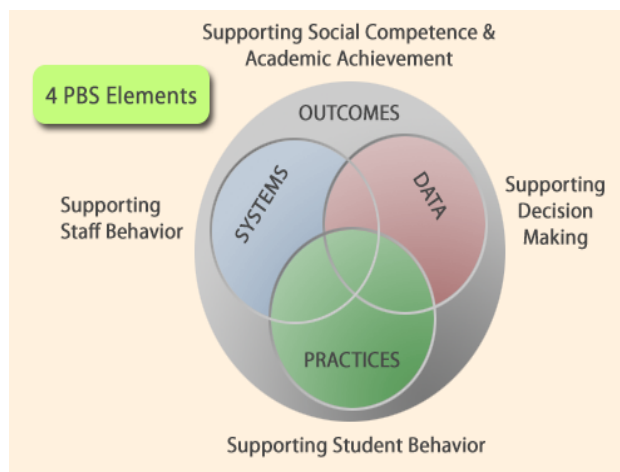 Supporting Social Competence &
Academic Achievement
4 PBS Elements
OUTCOMES
SYSTEMS
DATA
Supporting
Staff Behavior
Supporting
Decision
Making
PRACTICES
Supporting Student Behavior